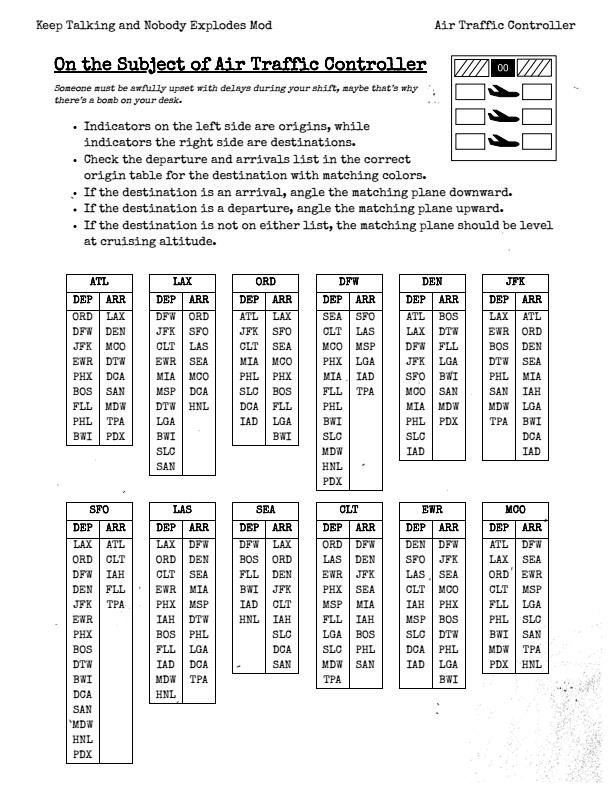 Keep Talking and Nobody Explodes Mod Air Traffic Controller
On the Subject of Air Traffic Controller
00
Someone must be awfully upset with delays during your shift, maybe that's why
there's a bomb on your desk.
• Indicators on the left side are origins, while
indicators the right side are destinations.
• Check the departure and arrivals list in the correct
origin table for the destination with matching colors.
• If the destination is an arrival, angle the matching plane downward.
• If the destination is a departure, angle the matching plane upward.
• If the destination is not on either list, the matching plane should be level
at cruising altitude.
ATL LAX ORD DFW DEN JFK
DEP ARR DEP ARR DEP ARR DEP ARR DEP ARR DEP ARR
ORD LAX DFW ORD ATL LAX SEA SFO ATL BOS LAX ATL
DFW DEN JFK SFO JFK SFO CLT LAS LAX DTW EWR ORD
JFK MCO CLT LAS CLT SEA MCO MSP DFW FLL BOS DEN
EWR DTW EWR SEA MIA MCO PHX LGA JFK LGA DTW SEA
PHX DCA MIA MCO PHL PHX MIA IAD SFO BWI PHL MIA
BOS SAN MSP DCA SLC BOS FLL TPA MCO SAN SAN IAH
FLL MDW DTW HNL DCA FLL PHL MIA MDW MDW LGA
PHL TPA LGA IAD LGA BWI PHL PDX TPA BWI
BWI PDX BWI BWI SLC SLC DCA
SLC MDW IAD IAD
SAN HNL
PDX
SFO LAS SEA CLT EWR MCO
DEP ARR DEP ARR DEP ARR DEP ARR DEP ARR DEP ARR
LAX ATL LAX DFW DFW LAX ORD DFW DEN DFW ATL DFW
ORD CLT ORD DEN BOS ORD LAS DEN SFO JFK LAX SFO
DFW IAH CLT SEA FLL DEN EWR JFK LAS SEA ORD EWR
DEN FLL EWR MIA BWI JFK PHX SEA CLT MCO CLT MSP
JFK TPA PHX MSP IAD CLT MSP MIA IAH PHX FLL LGA
EWR IAH DTW HNL IAH FLL IAH MSP BOS PHL SLC
PHX BOS PHL SLC LGA BOS SLC DTW BWI SAN
BOS FLL LGA DCA SLC PHL MDW DCA MDW TPA
DTW IAD DCA SAN MDW SAN IAD LGA PDX HNL
BWI MDW TPA TPA BWI
DCA HNL
SAN
MDW
HNL
PDX